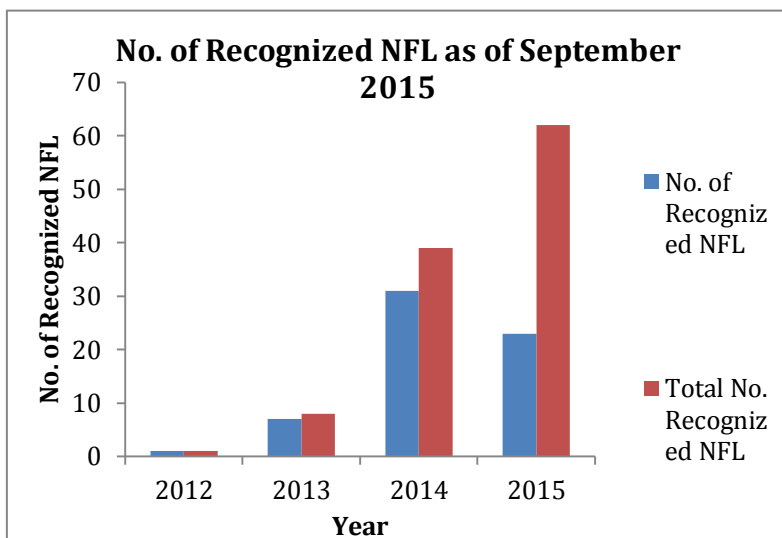 No. of Recognized NFL as of September
2015
No. of Recognized NFL
70
60
50
40
30
20
10
0
2012 2013 2014 2015
Year
No. of
Recogniz
ed NFL
Total No.
Recogniz
ed NFL